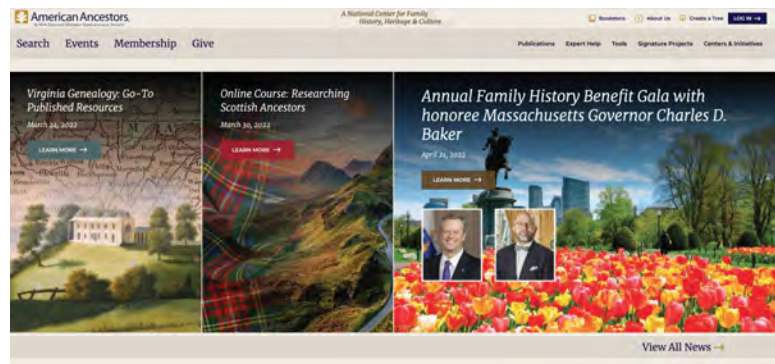 American Ancestors
A National Center for Family
History, Heritage & Culture
Bookstore
About Us
Create a Tree
LOG IN →
Search
Events
Membership
Give
Publications
Expert Help
Tools
Signature Projects
Centers & Initiatives
Virginia Genealogy: Go-To
Published Resources
March 24, 2022
LEARN MORE →
Online Course: Researching
Scottish Ancestors
March 30, 2022
LEARN MORE →
Annual Family History Benefit Gala with
honoree Massachusetts Governor Charles D.
Baker
April 21, 2022
LEARN MORE →
View All News →